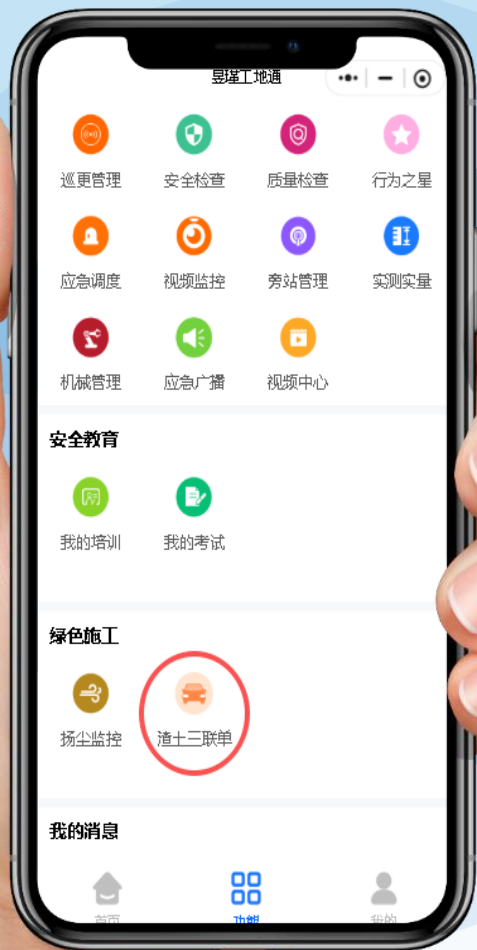 昱瑾工地通
巡更管理 安全检查 质量检查 行为之星
应急调度 视频监控 旁站管理 实测实量
机械管理 应急广播 视频中心
安全教育
我的培训 我的考试
绿色施工
扬尘监控 渣土三联单
我的消息
首页 功能 我的